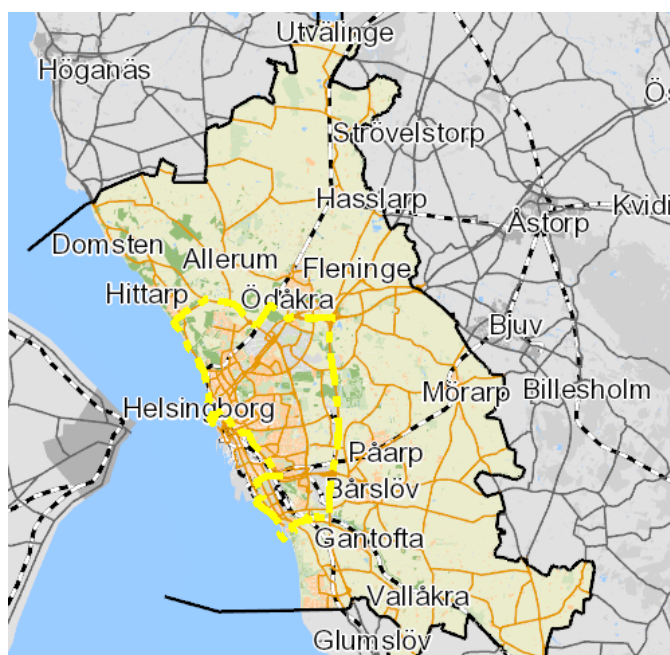 Utvälinge
Höganäs
Ös
Strövelstorp
Hasslarp
Kvidi
Åstorp
Domsten
Allerum
Fleninge
Hittarp
Ödåkra
Bjuv
Mörarp
Billesholm
Helsingborg
Påarp
Bårslöv
Gantofta
Vallåkra
Glumslöv